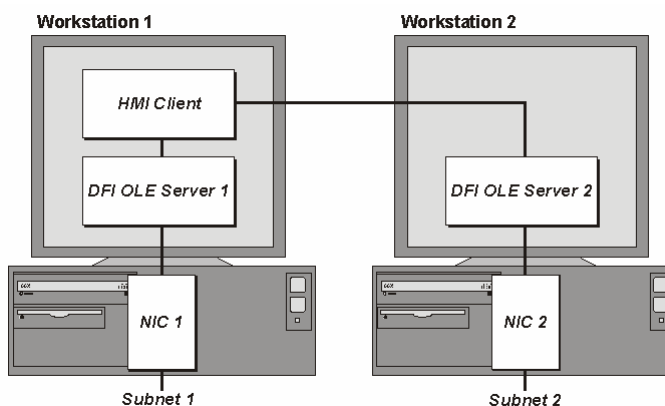 Workstation 1
Workstation 2
HMI Client
DFI OLE Server 1
DFI OLE Server 2
NIC 1
NIC 2
Subnet 1
Subnet 2